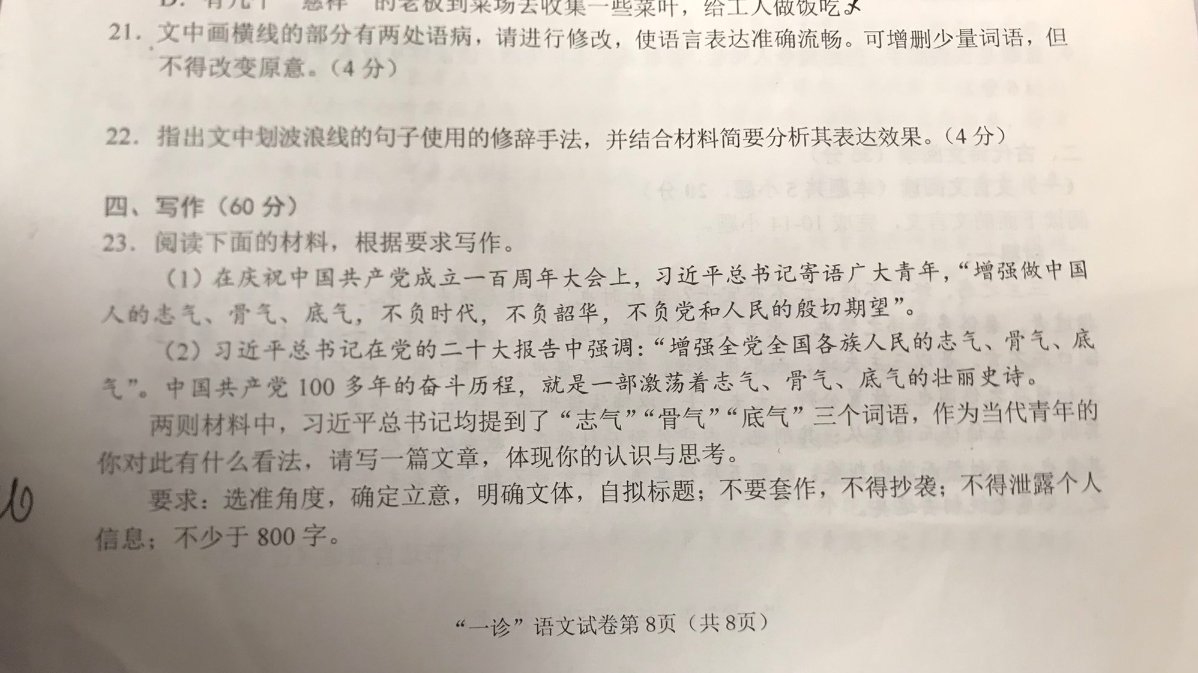 D．有几个“慈祥”的老板到菜场去收集一些菜叶，给工人做饭吃
21．文中画横线的部分有两处语病，请进行修改，使语言表达准确流畅。可增删少量词语，但
不得改变原意。（4 分）
22．指出文中划波浪线的句子使用的修辞手法，并结合材料简要分析其表达效果。（4 分）
四、写作（60 分）
23．阅读下面的材料，根据要求写作。
（1）在庆祝中国共产党成立一百周年大会上，习近平总书记寄语广大青年，“增强做中国
人的志气、骨气、底气，不负时代，不负韶华，不负党和人民的殷切期望”。
（2）习近平总书记在党的二十大报告中强调：“增强全党全国各族人民的志气、骨气、底
气”。中国共产党 100 多年的奋斗历程，就是一部激荡着志气、骨气、底气的壮丽史诗。
两则材料中，习近平总书记均提到了“志气”“骨气”“底气”三个词语，作为当代青年的
你对此有什么看法，请写一篇文章，体现你的认识与思考。
要求：选准角度，确定立意，明确文体，自拟标题；不要套作，不得抄袭；不得泄露个人
信息；不少于 800 字。
“一诊”语文试卷第 8页（共 8页）